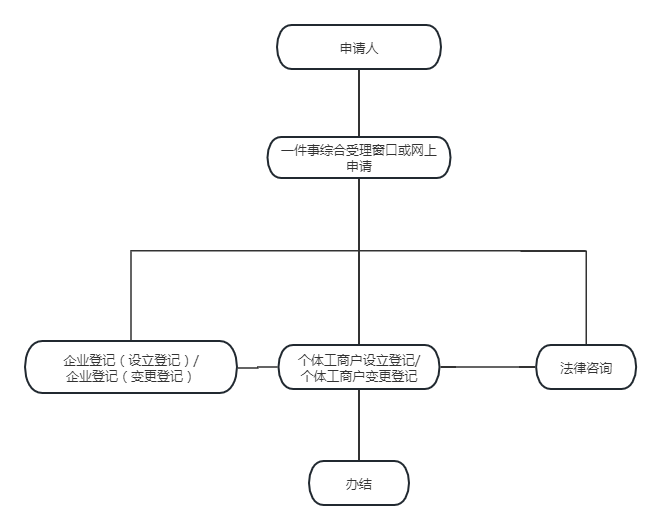 申请人
一件事综合受理窗口或网上
申请
企业登记（设立登记）/
企业登记（变更登记）
个体工商户设立登记/
个体工商户变更登记
法律咨询
办结